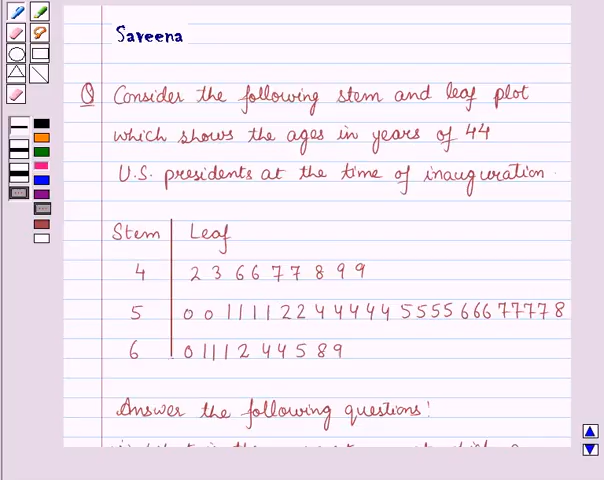 Saveena
Q Consider the following stem and leaf plot
which shows the ages in years of 44
U.S. presidents at the time of inauguration.
Stem Leaf
4 2 3 6 6 7 7 8 9 9
5 0 0 1 1 1 1 2 2 4 4 4 4 4 5 5 5 5 6 6 6 7 7 7 7 8
6 0 1 1 1 2 4 4 5 8 9
Answer the following questions: